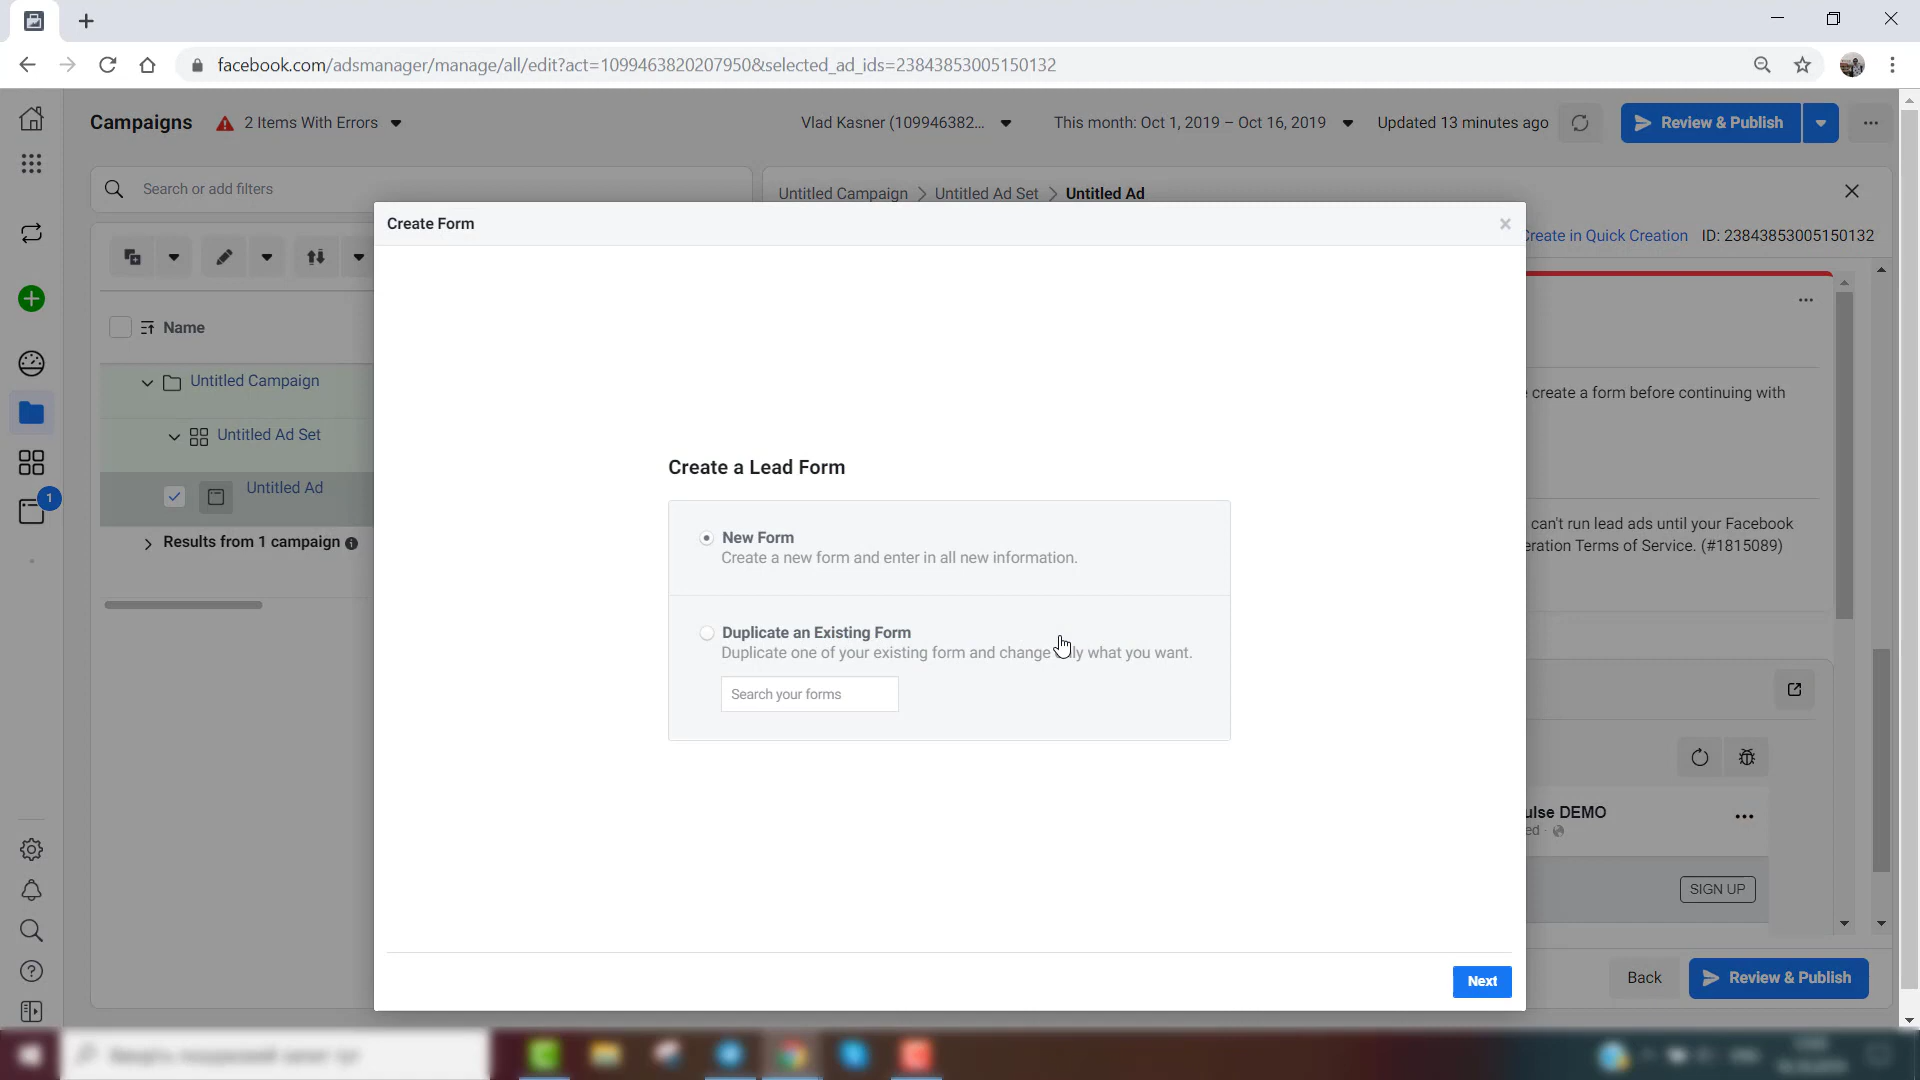 facebook.com/adsmanager/manage/all/edit?act=1099463820207950&selected_ad_ids=23843853005150132
Campaigns
2 Items With Errors
Vlad Kasner (109946382...
This month: Oct 1, 2019 – Oct 16, 2019
Updated 13 minutes ago
Review & Publish
Search or add filters
Untitled Campaign > Untitled Ad Set > Untitled Ad
Create Form
Create in Quick Creation
ID: 23843853005150132
Name
Untitled Campaign
Untitled Ad Set
Untitled Ad
1
Results from 1 campaign
create a form before continuing with
can't run lead ads until your Facebook
eration Terms of Service. (#1815089)
Create a Lead Form
New Form
Create a new form and enter in all new information.
Duplicate an Existing Form
Duplicate one of your existing form and change only what you want.
Search your forms
ulse DEMO
ed
SIGN UP
Next
Back
Review & Publish